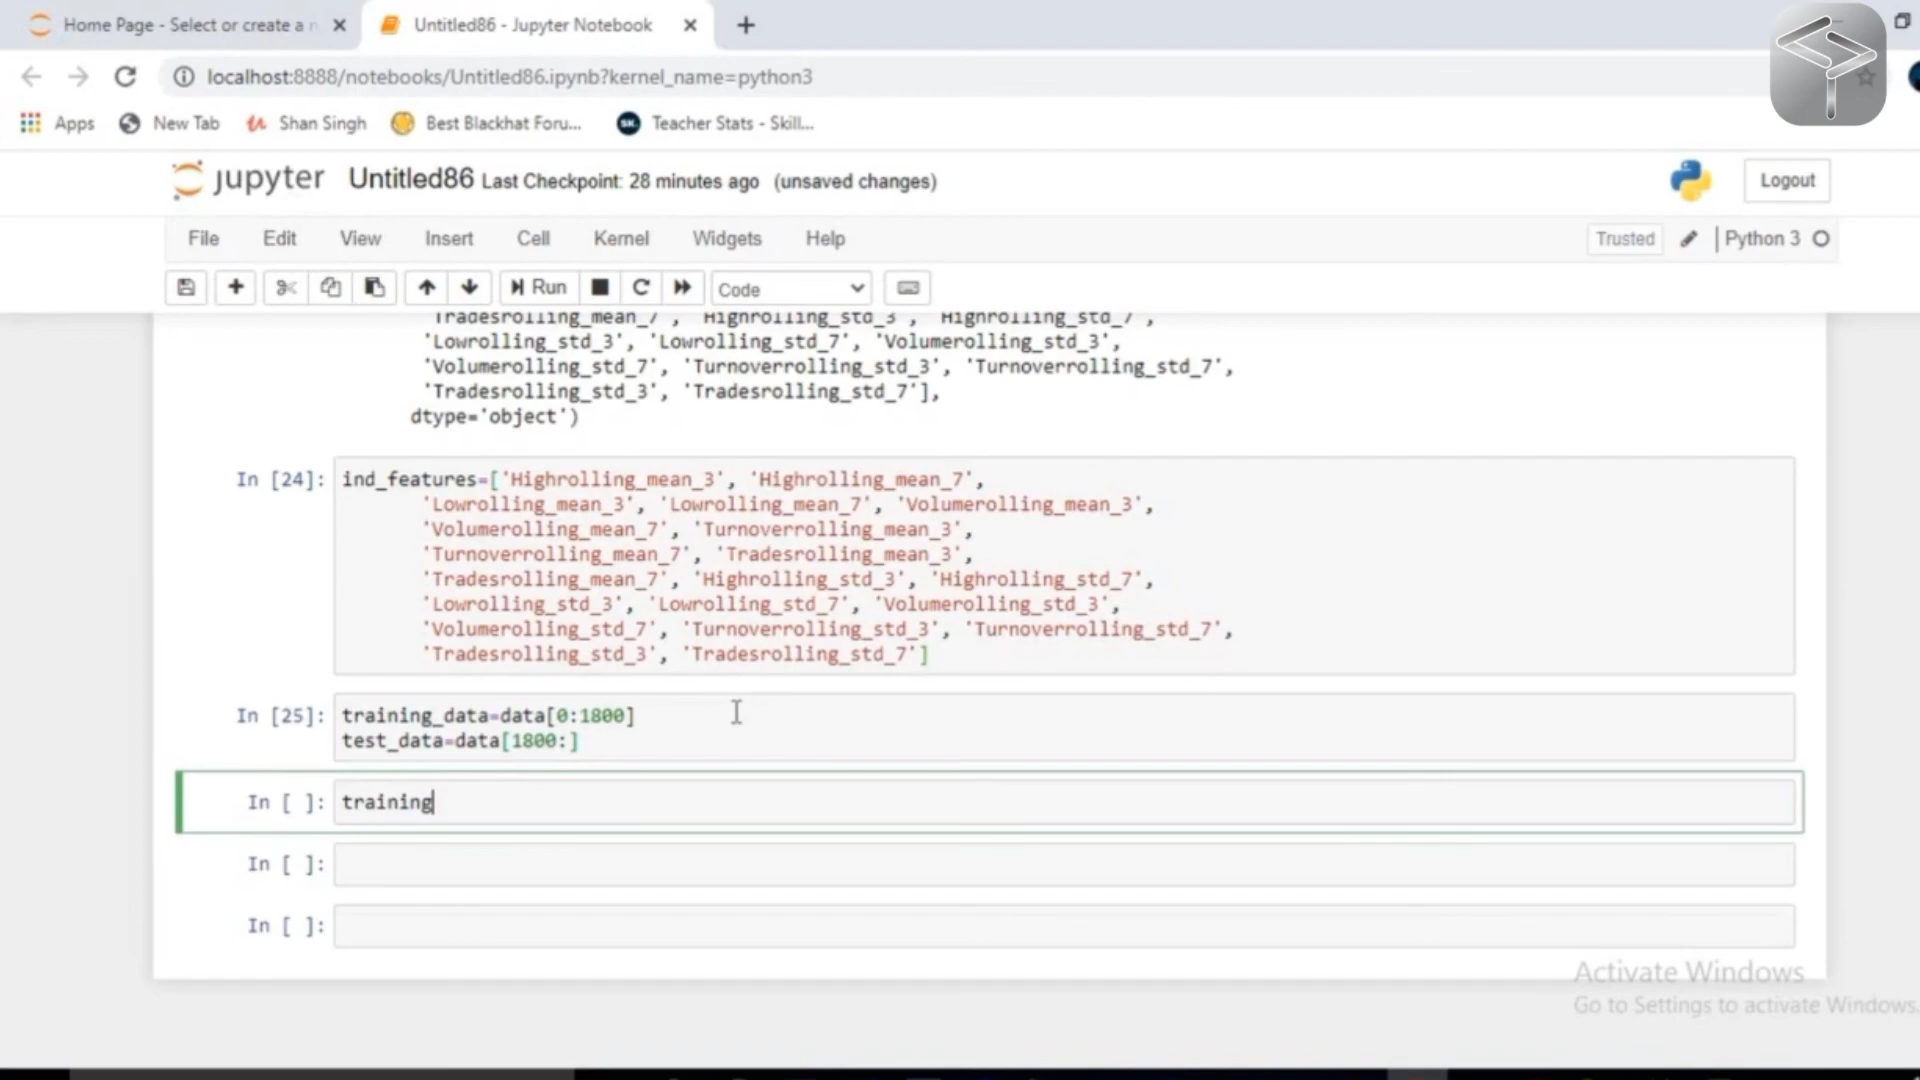 Home Page - Select or create a n
Untitled86 - Jupyter Notebook
localhost:8888/notebooks/Untitled86.ipynb?kernel_name=python3
Apps
New Tab
Shan Singh
Best Blackhat Foru...
SK.
Teacher Stats - Skill...
jupyter Untitled86 Last Checkpoint: 28 minutes ago (unsaved changes)
Logout
File Edit View Insert Cell Kernel Widgets Help
Trusted
Python 3
Run
Code
'Tradesrolling_mean_7', 'Highrolling_std_3', 'Highrolling_std_7',
'Lowrolling_std_3', 'Lowrolling_std_7', 'Volumerolling_std_3',
'Volumerolling_std_7', 'Turnoverrolling_std_3', 'Turnoverrolling_std_7',
'Tradesrolling_std_3', 'Tradesrolling_std_7'],
dtype='object')
In [24]: ind_features=['Highrolling_mean_3', 'Highrolling_mean_7',
'Lowrolling_mean_3', 'Lowrolling_mean_7', 'Volumerolling_mean_3',
'Volumerolling_mean_7', 'Turnoverrolling_mean_3',
'Turnoverrolling_mean_7', 'Tradesrolling_mean_3',
'Tradesrolling_mean_7', 'Highrolling_std_3', 'Highrolling_std_7',
'Lowrolling_std_3', 'Lowrolling_std_7', 'Volumerolling_std_3',
'Volumerolling_std_7', 'Turnoverrolling_std_3', 'Turnoverrolling_std_7',
'Tradesrolling_std_3', 'Tradesrolling_std_7']
In [25]: training_data=data[0:1800]
test_data=data[1800:]
In [ ]: training
In [ ]:
In [ ]:
Activate Windows
Go to Settings to activate Windows.